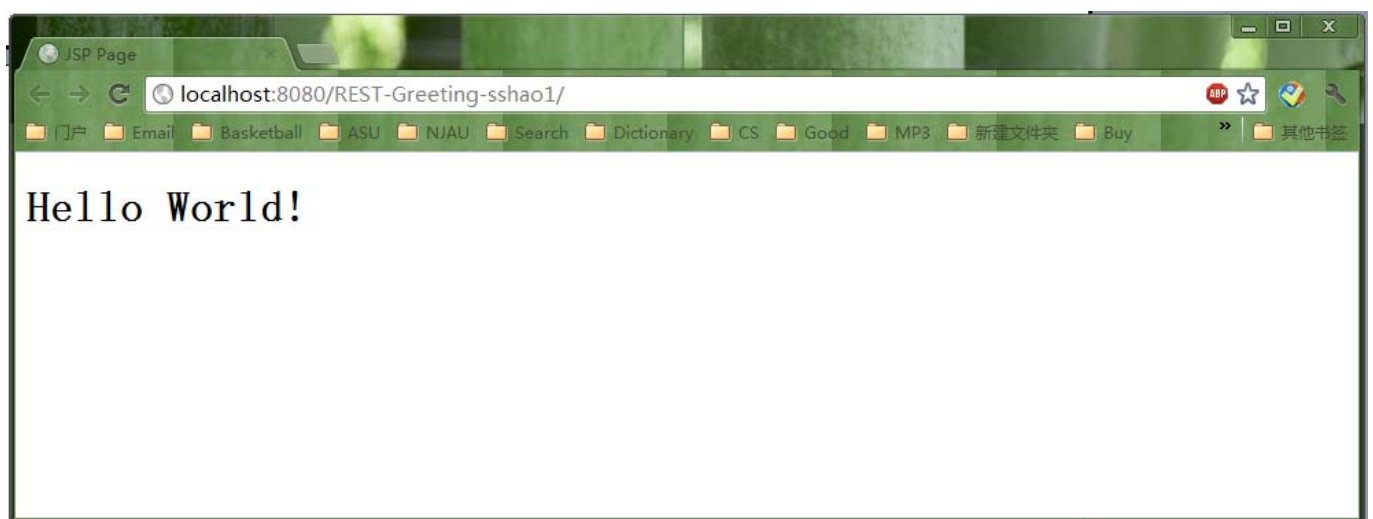 JSP Page
localhost:8080/REST-Greeting-sshao1/
ABP
门户 Email Basketball ASU NJAU Search Dictionary CS Good MP3 新建文件夹 Buy » 其他书签
Hello World!